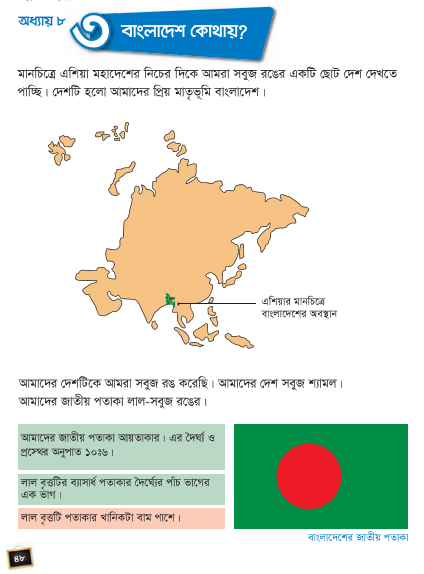 অধ্যায় ৮
৩
বাংলাদেশ কোথায়?
মানচিত্রে এশিয়া মহাদেশের নিচের দিকে আমরা সবুজ রঙের একটি ছোট দেশ দেখতে
পাচ্ছি। দেশটি হলো আমাদের প্রিয় মাতৃভূমি বাংলাদেশ।
এশিয়ার মানচিত্রে
বাংলাদেশের অবস্থান
আমাদের দেশটিকে আমরা সবুজ রঙ করেছি। আমাদের দেশ সবুজ শ্যামল।
আমাদের জাতীয় পতাকা লাল-সবুজ রঙের।
আমাদের জাতীয় পতাকা আয়তাকার। এর দৈর্ঘ্য ও
প্রস্থের অনুপাত ১০ঃ৬।
লাল বৃত্তটির ব্যাসার্ধ পতাকার দৈর্ঘ্যের পাঁচ ভাগের
এক ভাগ।
লাল বৃত্তটি পতাকার খানিকটা বাম পাশে।
বাংলাদেশের জাতীয় পতাকা
৪৮